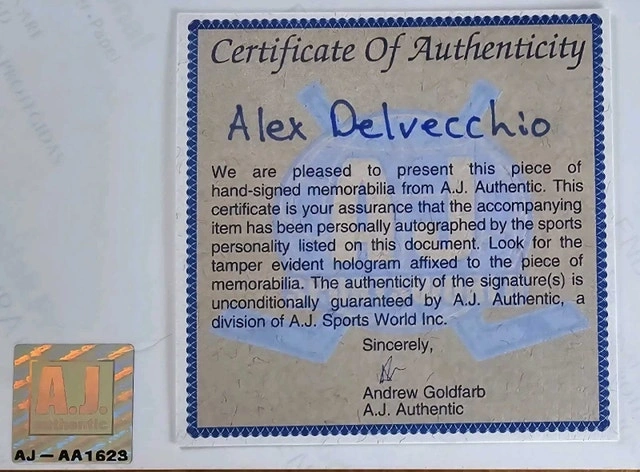 Certificate Of Authenticity
Alex Delvecchio
We are pleased to present this piece of
hand-signed memorabilia from A.J. Authentic. This
certificate is your assurance that the accompanying
item has been personally autographed by the sports
personality listed on this document. Look for the
tamper evident hologram affixed to the piece of
memorabilia. The authenticity of the signature(s) is
unconditionally guaranteed by A.J. Authentic, a
division of A.J. Sports World Inc.
Sincerely,
Andrew Goldfarb
A.J. Authentic
A.J.
authentic
AJ-AA1623